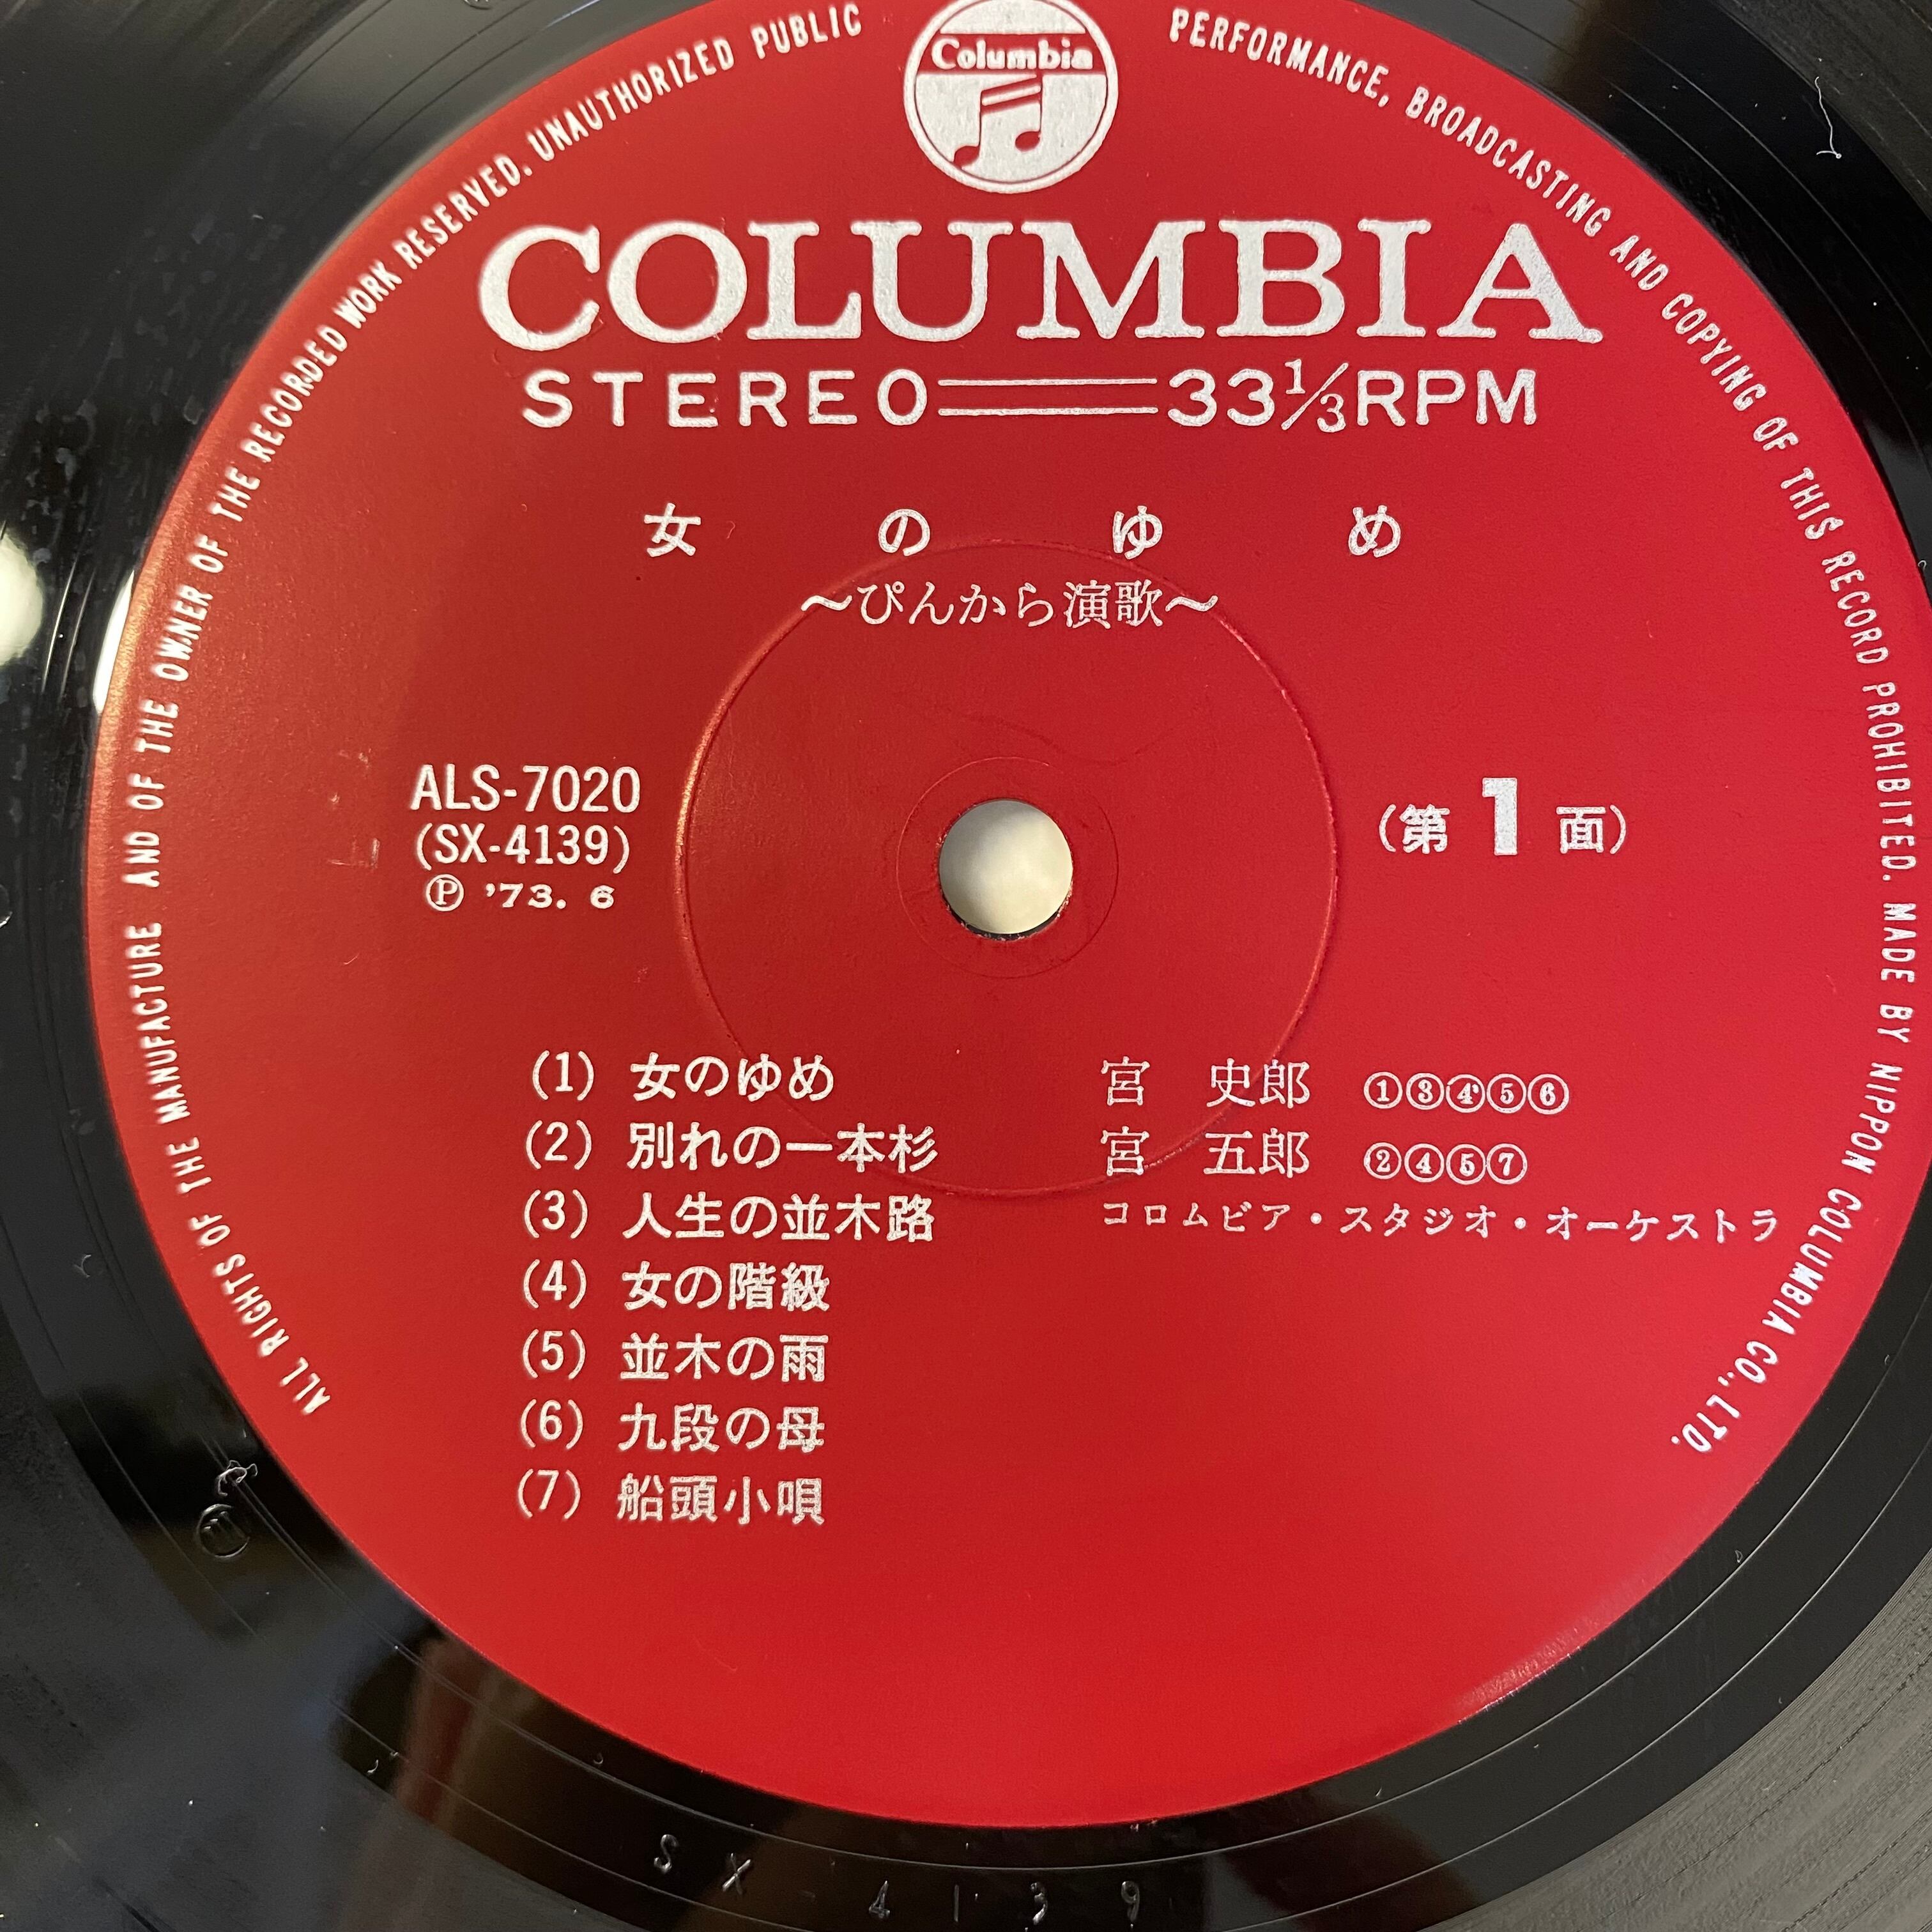 ALL RIGHTS OF THE MANUFACTURE AND OF THE OWNER OF THE RECORDED WORK RESERVED. UNAUTHORIZED PUBLIC PERFORMANCE, BROADCASTING AND COPYING OF THIS RECORD PROHIBITED. MADE BY NIPPON COLUMBIA CO., LTD.
Columbia
COLUMBIA
STEREO 33⅓RPM
女のゆめ
〜ぴんから演歌〜
ALS-7020
(SX-4139)
Ⓟ '73. 6
(第1面)
(1) 女のゆめ
(2) 別れの一本杉
(3) 人生の並木路
(4) 女の階級
(5) 並木の雨
(6) 九段の母
(7) 船頭小唄
宮 史郎 ①③④⑤⑥
宮 五郎 ②④⑤⑦
コロムビア・スタジオ・オーケストラ
SX 4139